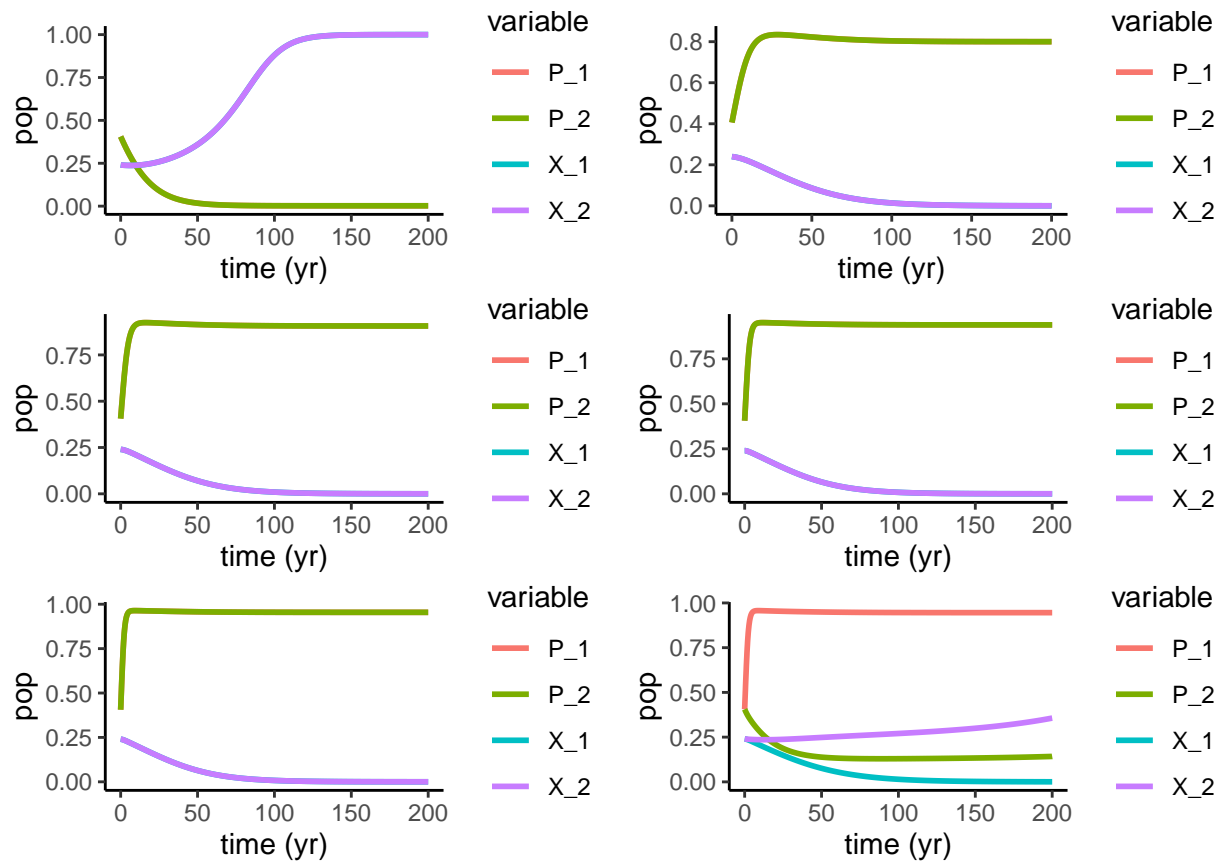 variable
1.00
0.75
0.50
0.25
0.00
pop
P_1
P_2
X_1
X_2
0 50 100 150 200
time (yr)
variable
0.8
0.6
0.4
0.2
0.0
pop
P_1
P_2
X_1
X_2
0 50 100 150 200
time (yr)
variable
0.75
0.50
0.25
0.00
pop
P_1
P_2
X_1
X_2
0 50 100 150 200
time (yr)
variable
0.75
0.50
0.25
0.00
pop
P_1
P_2
X_1
X_2
0 50 100 150 200
time (yr)
variable
1.00
0.75
0.50
0.25
0.00
pop
P_1
P_2
X_1
X_2
0 50 100 150 200
time (yr)
variable
1.00
0.75
0.50
0.25
0.00
pop
P_1
P_2
X_1
X_2
0 50 100 150 200
time (yr)